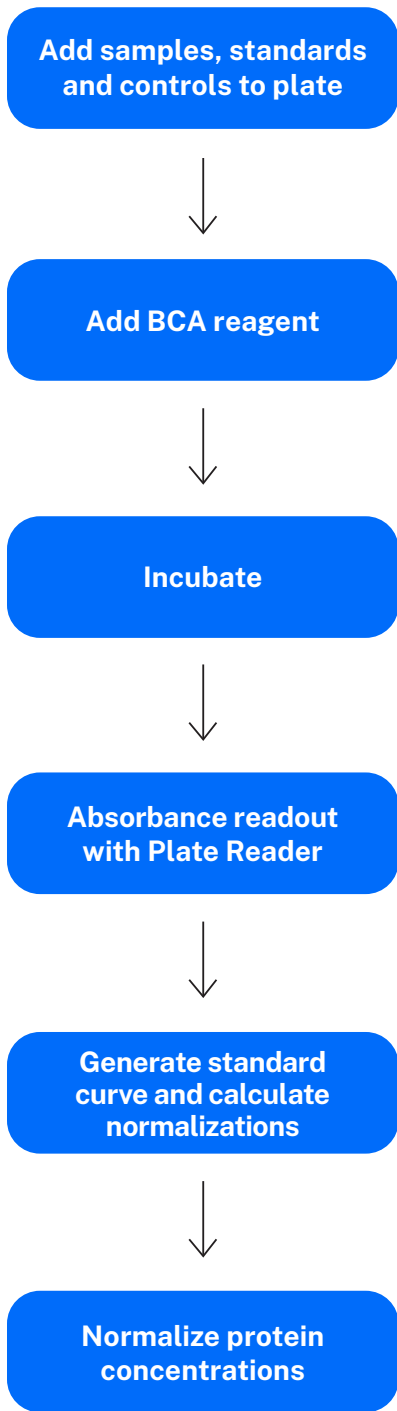 Add samples, standards
and controls to plate
Add BCA reagent
Incubate
Absorbance readout
with Plate Reader
Generate standard
curve and calculate
normalizations
Normalize protein
concentrations